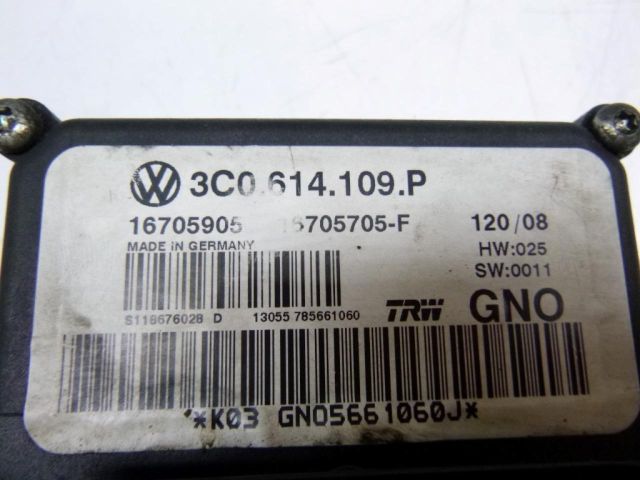 3C0.614.109.P
16705905 16705705-F 120/08
MADE iN GERMANY HW:025
SW:0011
S118676028 D 13055 785661060 TRW GNO
*K03 GNO5661060J*